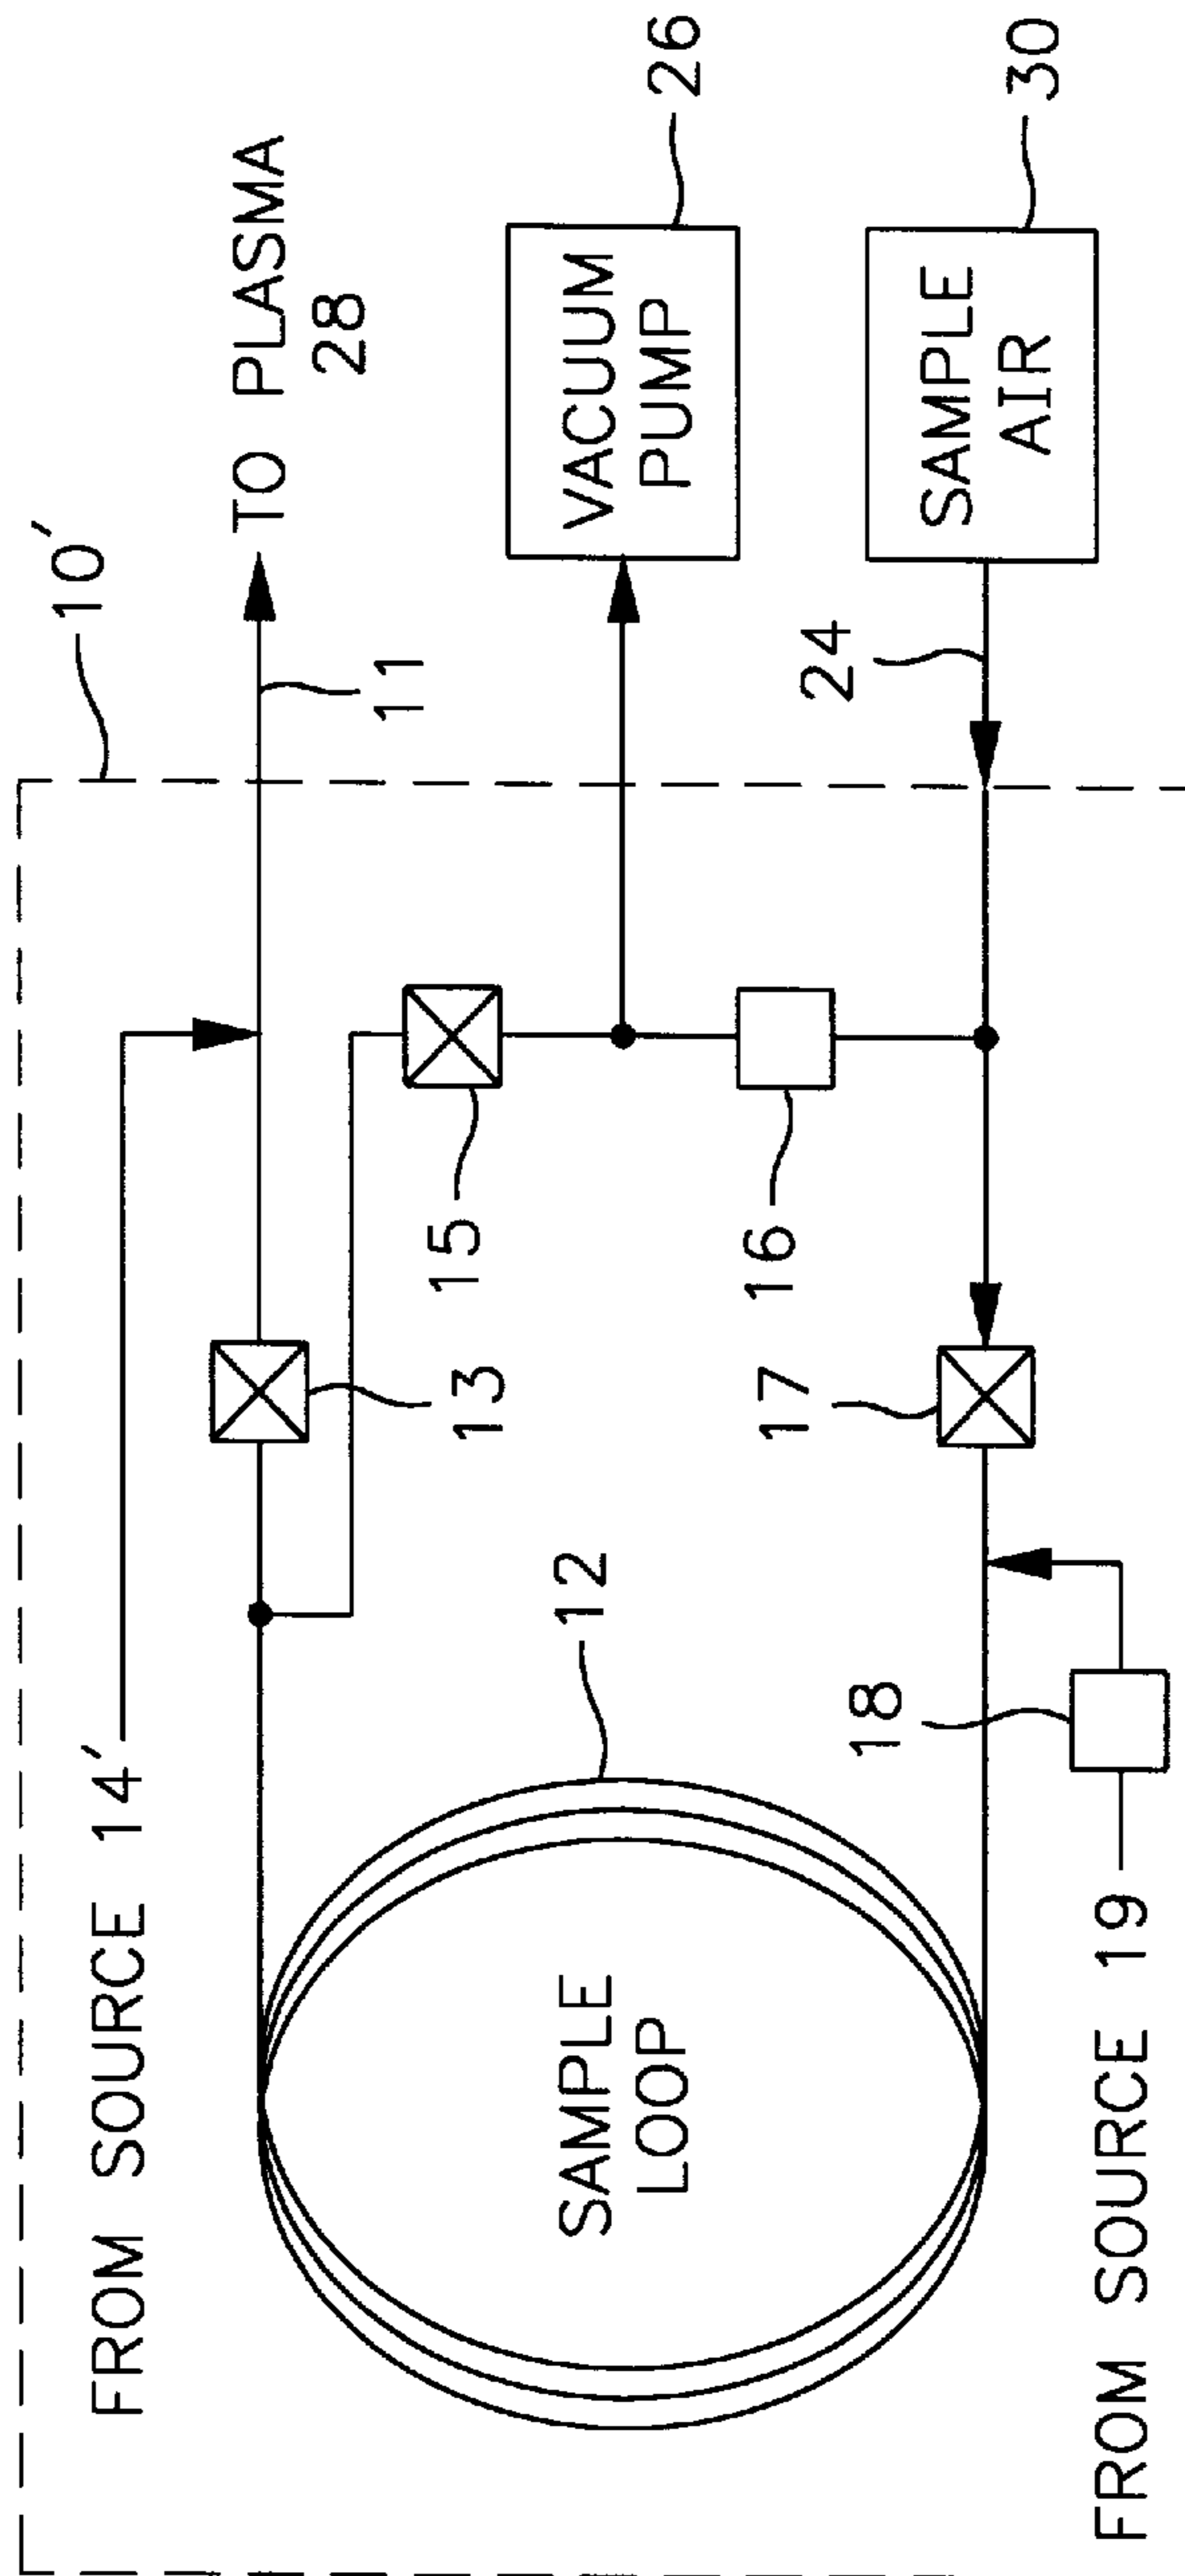 10′
FROM SOURCE 14′
TO PLASMA
28
11
13
15
VACUUM
PUMP
26
12
SAMPLE
LOOP
16
24
SAMPLE
AIR
30
17
18
FROM SOURCE 19